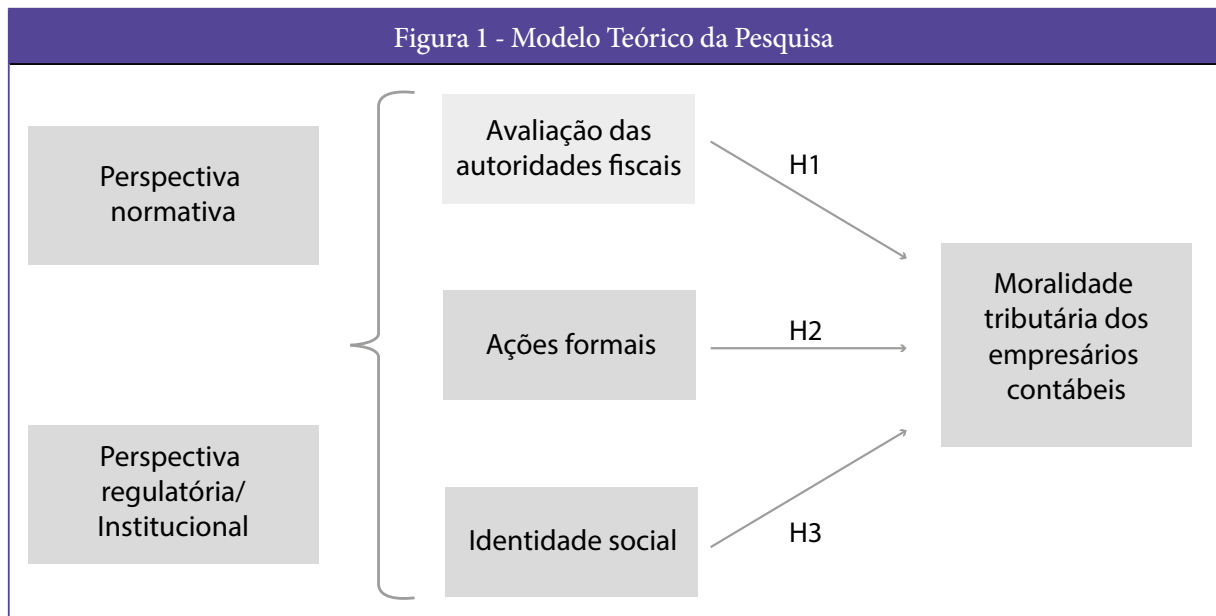 Figura 1 - Modelo Teórico da Pesquisa
Perspectiva
normativa
Perspectiva
regulatória/
Institucional
Avaliação das
autoridades fiscais
Ações formais
Identidade social
H1
H2
H3
Moralidade
tributária dos
empresários
contábeis